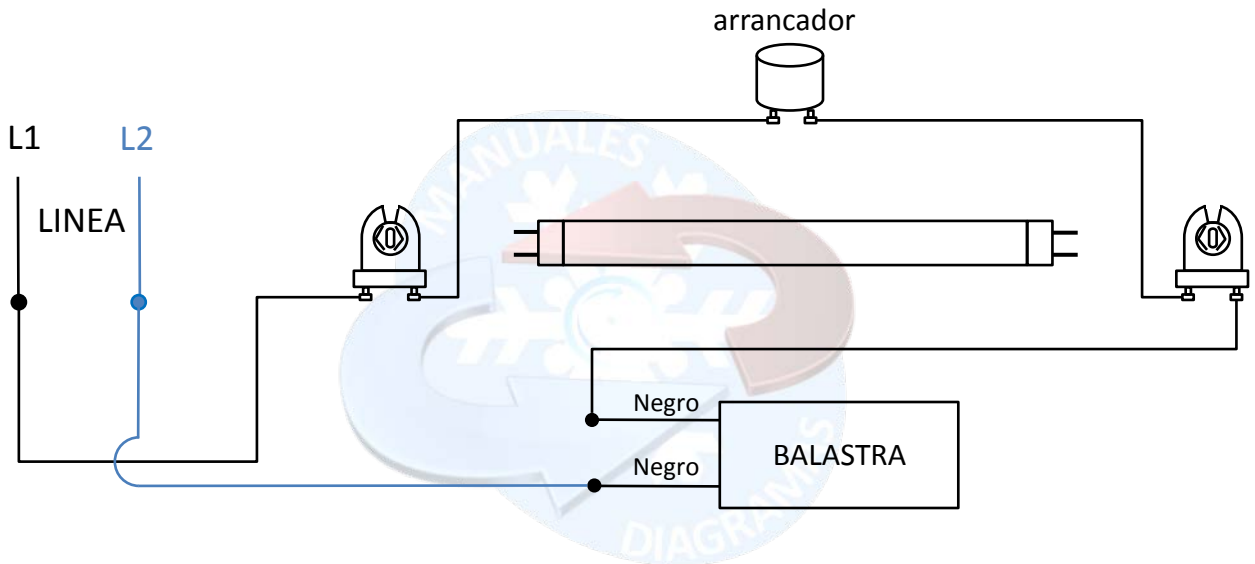 arrancador
L1
L2
LINEA
MANUALES
Negro
Negro
BALASTRA
DIAGRAMAS